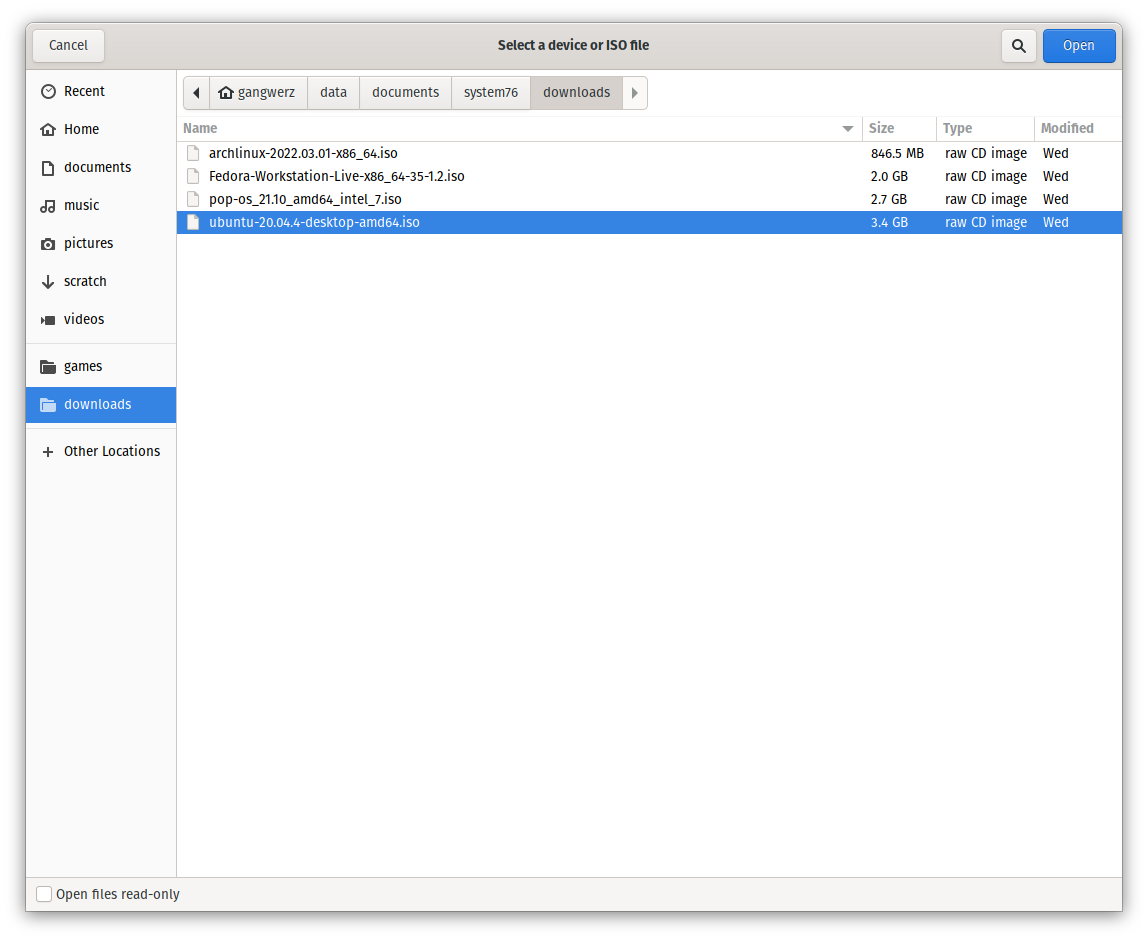 Cancel Select a device or ISO file Open
Recent
Home
documents
music
pictures
scratch
videos
games
downloads
Other Locations
gangwerz data documents system76 downloads
Name Size Type Modified
archlinux-2022.03.01-x86_64.iso 846.5 MB raw CD image Wed
Fedora-Workstation-Live-x86_64-35-1.2.iso 2.0 GB raw CD image Wed
pop-os_21.10_amd64_intel_7.iso 2.7 GB raw CD image Wed
ubuntu-20.04.4-desktop-amd64.iso 3.4 GB raw CD image Wed
Open files read-only